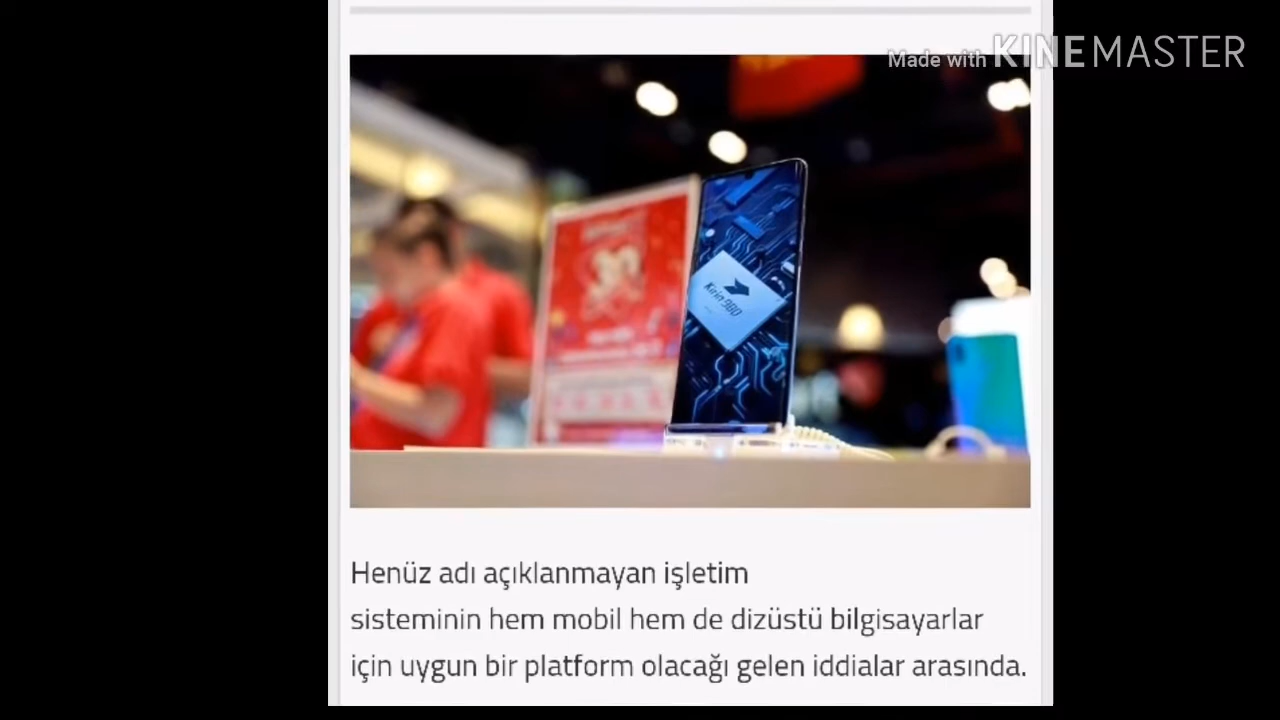 Made with KINEMASTER
Kirin 980
Henüz adı açıklanmayan işletim
sisteminin hem mobil hem de dizüstü bilgisayarlar
için uygun bir platform olacağı gelen iddialar arasında.